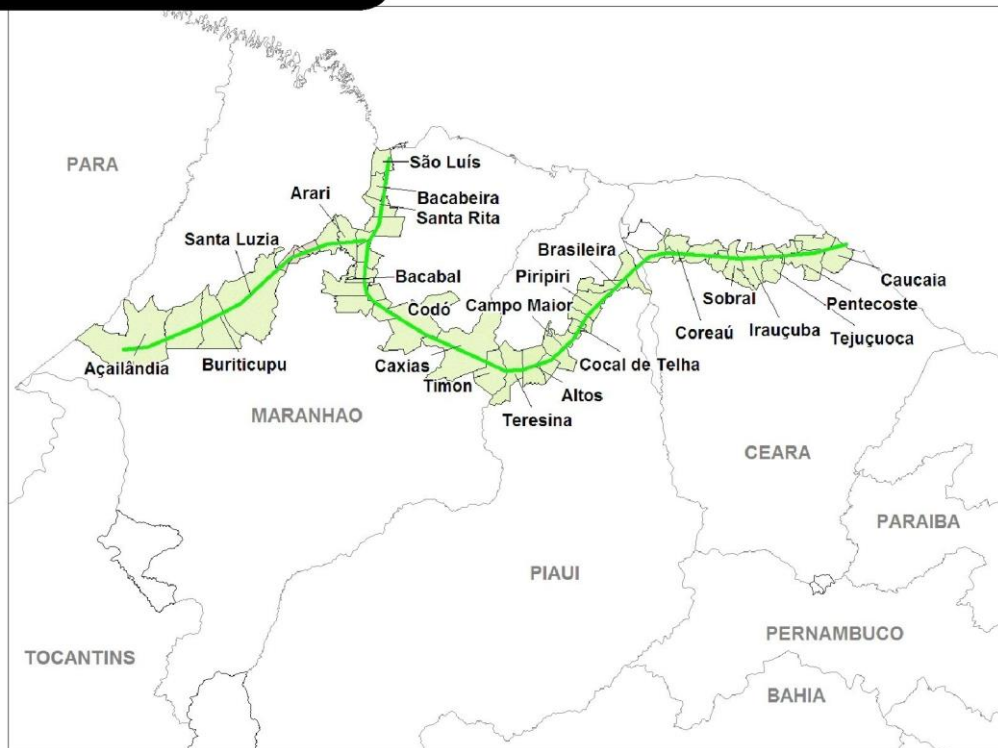 PARA
São Luís
Arari
Bacabeira
Santa Rita
Santa Luzia
Brasileira
Bacabal
Piripiri
Caucaia
Campo Maior
Sobral
Pentecoste
Codó
Coreaú
Irauçuba
Tejuçuoca
Açailândia
Buriticupu
Caxias
Cocal de Telha
Timon
Altos
MARANHAO
Teresina
CEARA
PARAIBA
PIAUI
PERNAMBUCO
TOCANTINS
BAHIA